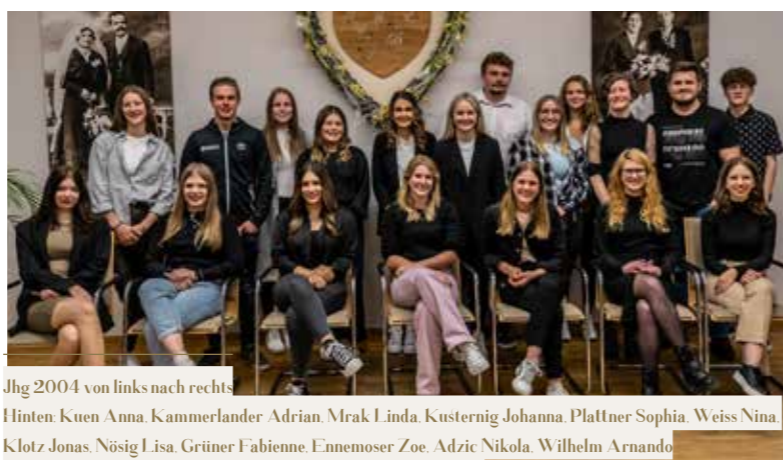 Jhg 2004 von links nach rechts
Hinten: Kuen Anna, Kammerlander Adrian, Mrak Linda, Kusternig Johanna, Plattner Sophia, Weiss Nina,
Klotz Jonas, Nösig Lisa, Grüner Fabienne, Ennemoser Zoe, Adzic Nikola, Wilhelm Arnando